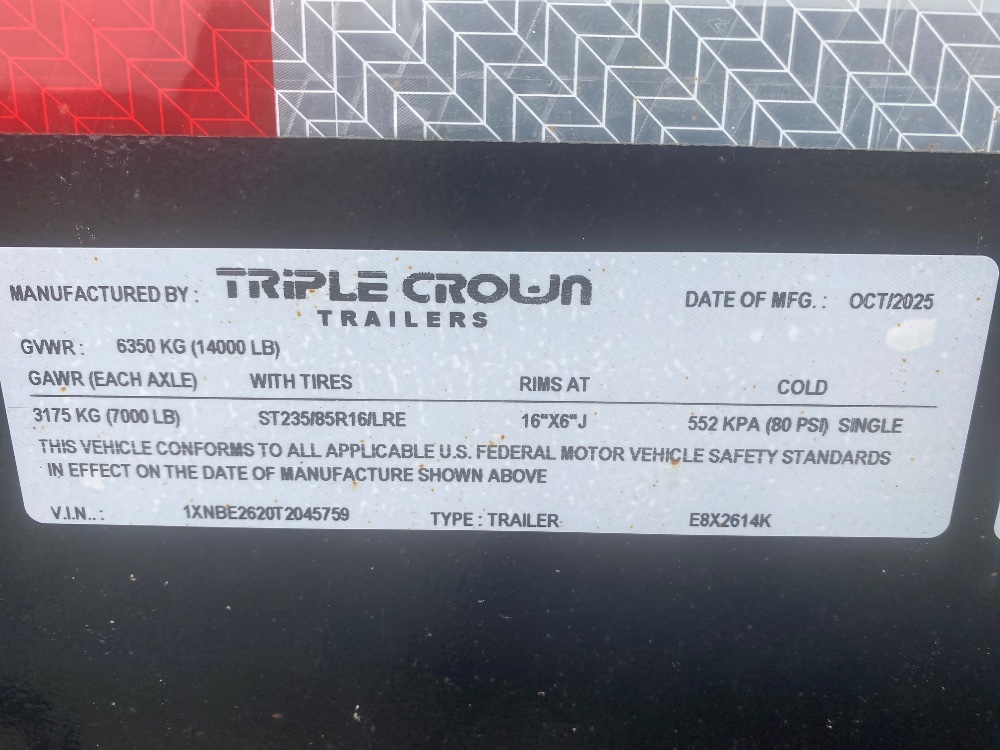 MANUFACTURED BY : TRIPLE CROWN TRAILERS DATE OF MFG. : OCT/2025
GVWR : 6350 KG (14000 LB)
GAWR (EACH AXLE) WITH TIRES RIMS AT COLD
3175 KG (7000 LB) ST235/85R16/LRE 16"X6"J 552 KPA (80 PSI) SINGLE
THIS VEHICLE CONFORMS TO ALL APPLICABLE U.S. FEDERAL MOTOR VEHICLE SAFETY STANDARDS
IN EFFECT ON THE DATE OF MANUFACTURE SHOWN ABOVE
V.I.N.. : 1XNBE2620T2045759 TYPE : TRAILER E8X2614K